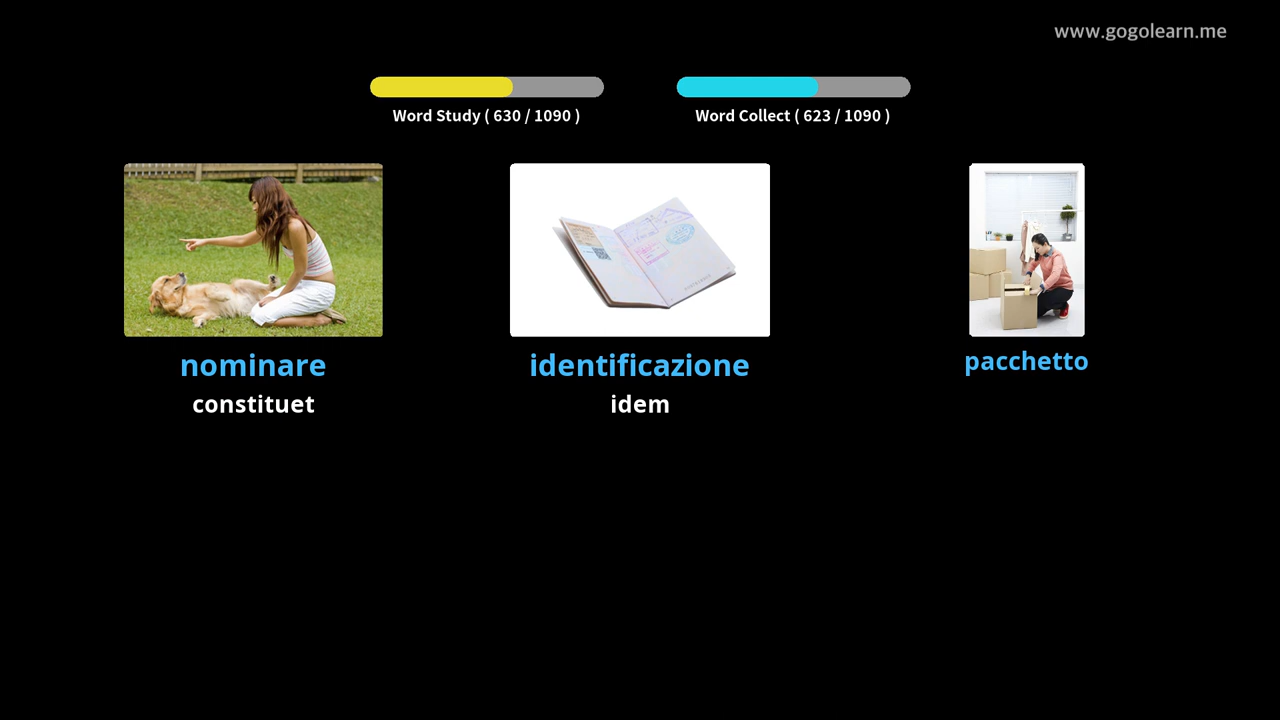 www.gogolearn.me
Word Study ( 630 / 1090 )
Word Collect ( 623 / 1090 )
nominare
constituet
identificazione
idem
pacchetto